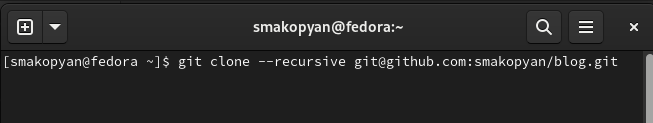 smakopyan@fedora:~
[smakopyan@fedora ~]$ git clone --recursive git@github.com:smakopyan/blog.git